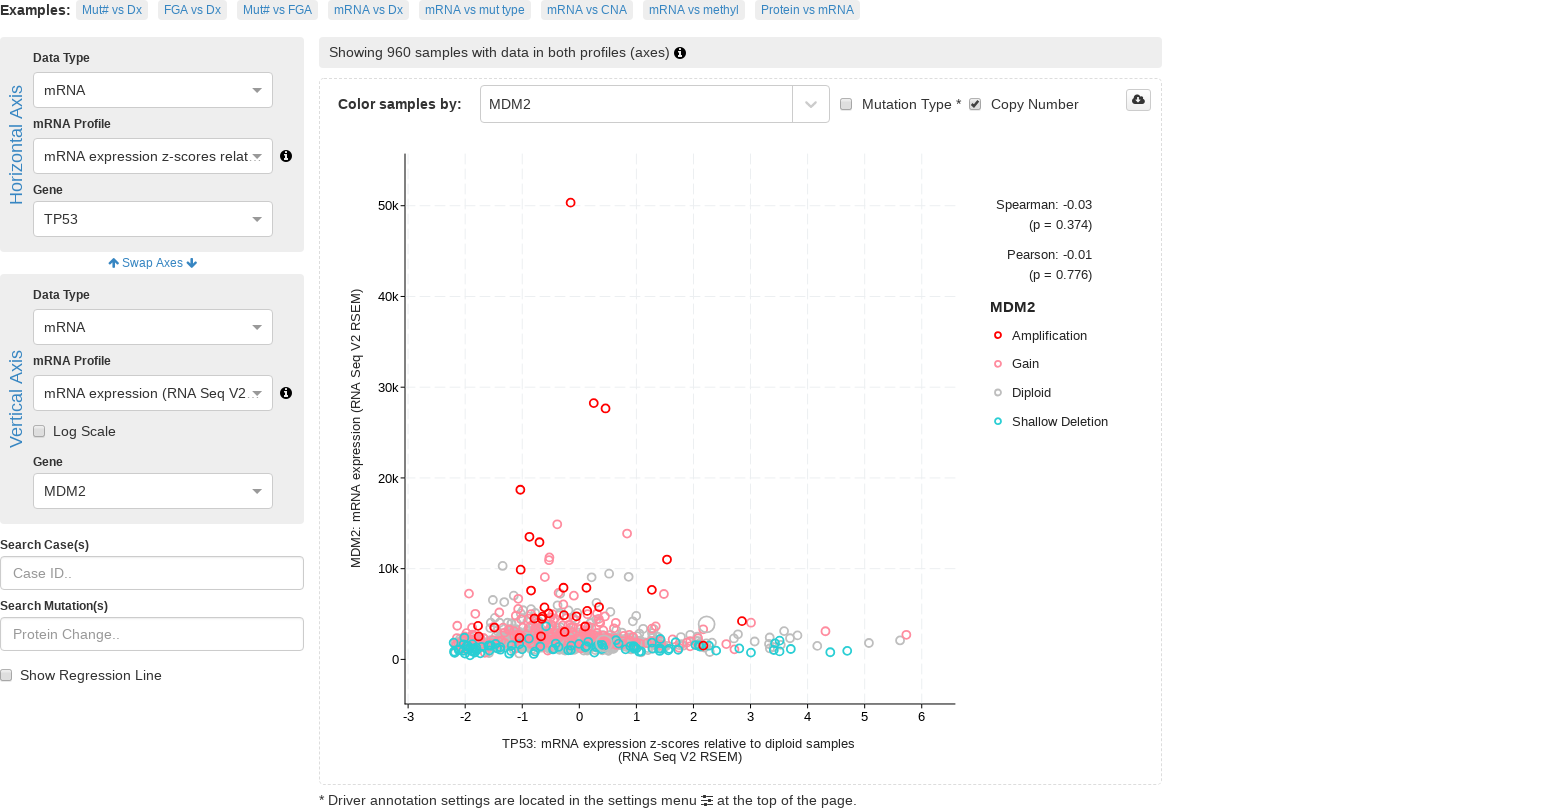 Examples: Mut# vs Dx FGA vs Dx Mut# vs FGA mRNA vs Dx mRNA vs mut type mRNA vs CNA mRNA vs methyl Protein vs mRNA
Horizontal Axis
Data Type
mRNA
mRNA Profile
mRNA expression z-scores relat…
Gene
TP53
Swap Axes
Vertical Axis
Data Type
mRNA
mRNA Profile
mRNA expression (RNA Seq V2…
Log Scale
Gene
MDM2
Search Case(s)
Case ID..
Search Mutation(s)
Protein Change..
Show Regression Line
Showing 960 samples with data in both profiles (axes)
Color samples by: MDM2 Mutation Type * Copy Number
MDM2: mRNA expression (RNA Seq V2 RSEM)
50k
40k
30k
20k
10k
0
-3 -2 -1 0 1 2 3 4 5 6
TP53: mRNA expression z-scores relative to diploid samples
(RNA Seq V2 RSEM)
Spearman: -0.03
(p = 0.374)
Pearson: -0.01
(p = 0.776)
MDM2
Amplification
Gain
Diploid
Shallow Deletion
* Driver annotation settings are located in the settings menu at the top of the page.